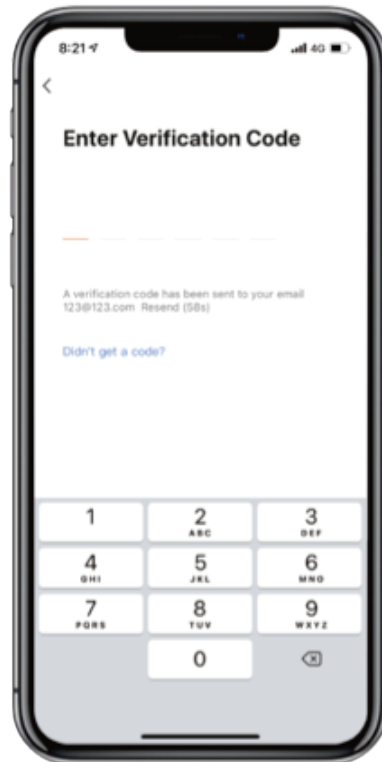 8:21
4G
Enter Verification Code
A verification code has been sent to your email
123@123.com Resend (58s)
Didn't get a code?
1
2
ABC
3
DEF
4
GHI
5
JKL
6
MNO
7
PQRS
8
TUV
9
WXYZ
0